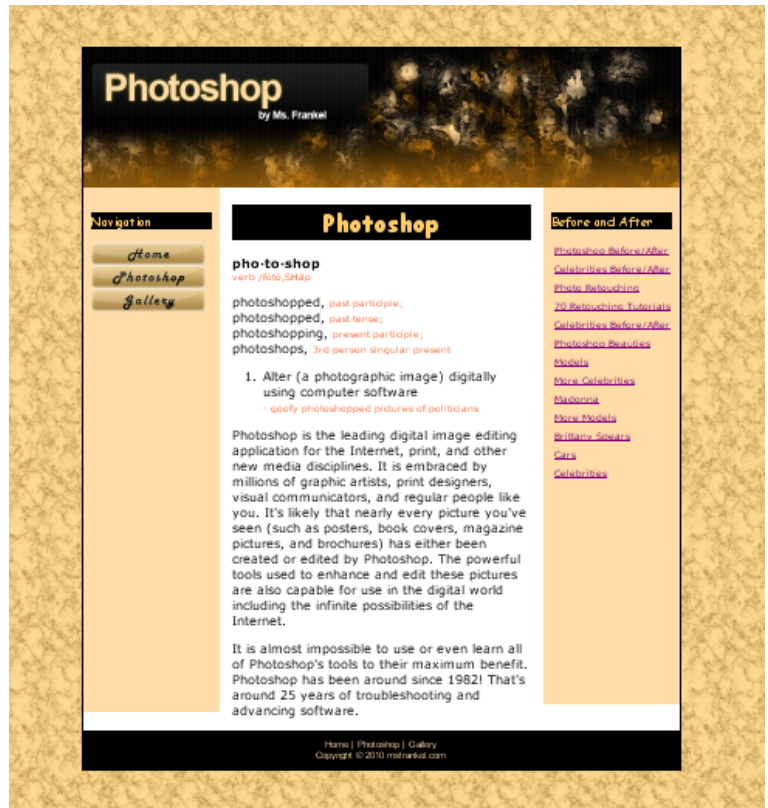 Photoshop
by Ms. Frankel
Navigation
Home
Photoshop
Gallery
Photoshop
pho·to·shop
verb /fōtō,SHäp
photoshopped, past participle;
photoshopped, past tense;
photoshopping, present participle;
photoshops, 3rd person singular present
1. Alter (a photographic image) digitally
using computer software
- goofy photoshopped pictures of politicians
Photoshop is the leading digital image editing
application for the Internet, print, and other
new media disciplines. It is embraced by
millions of graphic artists, print designers,
visual communicators, and regular people like
you. It's likely that nearly every picture you've
seen (such as posters, book covers, magazine
pictures, and brochures) has either been
created or edited by Photoshop. The powerful
tools used to enhance and edit these pictures
are also capable for use in the digital world
including the infinite possibilities of the
Internet.
It is almost impossible to use or even learn all
of Photoshop's tools to their maximum benefit.
Photoshop has been around since 1982! That's
around 25 years of troubleshooting and
advancing software.
Before and After
Photoshop Before/After
Celebrities Before/After
Photo Retouching
70 Retouching Tutorials
Celebrities Before/After
Photoshop Beauties
Models
More Celebrities
Madonna
More Models
Brittany Spears
Cars
Celebrities
Home | Photoshop | Gallery
Copyright © 2010 msfrankel.com